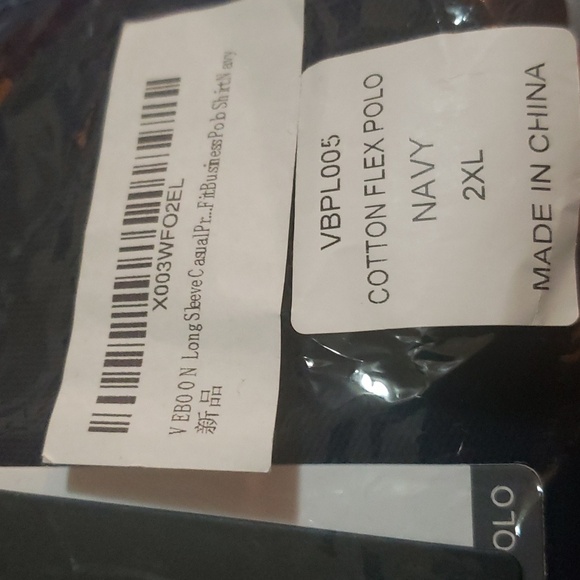 X003WFO2EL
VEBOON Long Sleeve Casual Pr...Fit Business Polo Shirt Navy
新品
VBPL005
COTTON FLEX POLO
NAVY
2XL
MADE IN CHINA
OLO